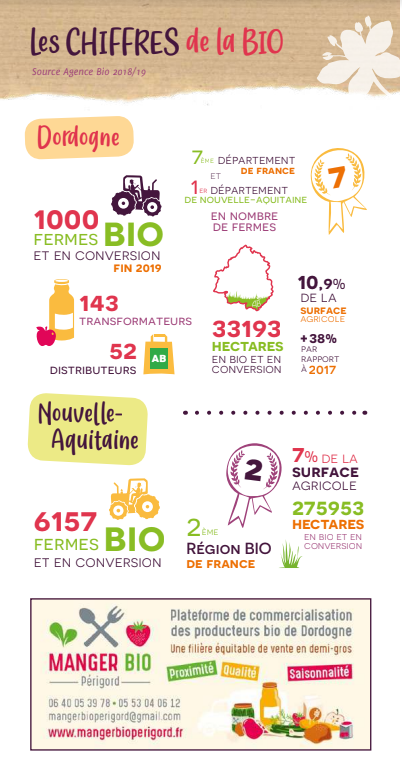 Les CHIFFRES de la BIO
Source Agence Bio 2018/19
Dordogne
1000
FERMES BIO
ET EN CONVERSION
FIN 2019
7ÈME DÉPARTEMENT
DE FRANCE
ET
1ER DÉPARTEMENT
DE NOUVELLE-AQUITAINE
EN NOMBRE
DE FERMES
7
143
TRANSFORMATEURS
52
DISTRIBUTEURS
AB
33193
HECTARES
EN BIO ET EN
CONVERSION
10,9%
DE LA
SURFACE
AGRICOLE
+38%
PAR
RAPPORT
À 2017
Nouvelle-
Aquitaine
6157
FERMES BIO
ET EN CONVERSION
2ÈME
RÉGION BIO
DE FRANCE
2
7% DE LA
SURFACE
AGRICOLE
275953
HECTARES
EN BIO ET EN
CONVERSION
MANGER BIO
Périgord
06 40 05 39 78 • 05 53 04 06 12
mangerbioperigord@gmail.com
www.mangerbioperigord.fr
Plateforme de commercialisation
des producteurs bio de Dordogne
Une filière équitable de vente en demi-gros
Proximité Qualité Saisonnalité